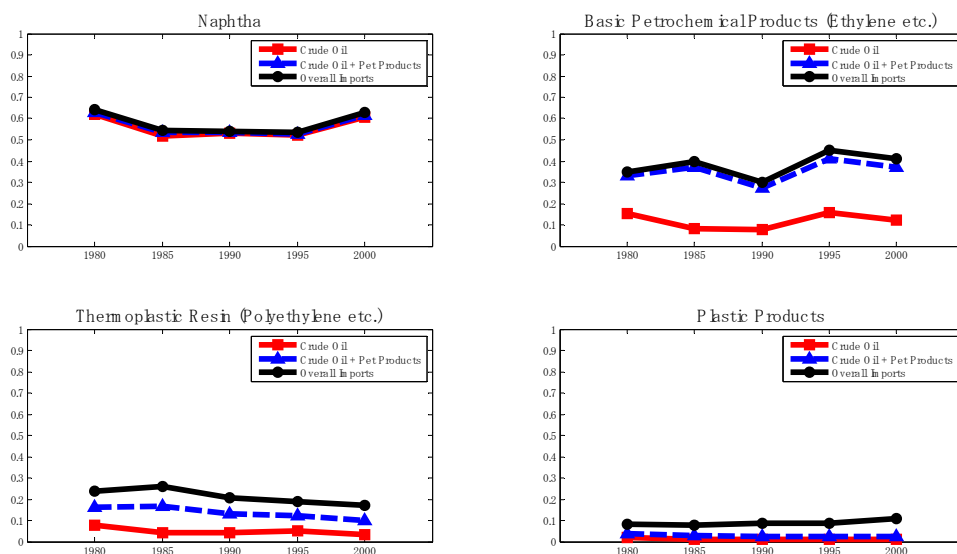 Naphtha
1
0.9
0.8
0.7
0.6
0.5
0.4
0.3
0.2
0.1
0
1980 1985 1990 1995 2000
Crude Oil
Crude Oil + Pet Products
Overall Imports
Basic Petrochemical Products (Ethylene etc.)
1
0.9
0.8
0.7
0.6
0.5
0.4
0.3
0.2
0.1
0
1980 1985 1990 1995 2000
Crude Oil
Crude Oil + Pet Products
Overall Imports
Thermoplastic Resin (Polyethylene etc.)
1
0.9
0.8
0.7
0.6
0.5
0.4
0.3
0.2
0.1
0
1980 1985 1990 1995 2000
Crude Oil
Crude Oil + Pet Products
Overall Imports
Plastic Products
1
0.9
0.8
0.7
0.6
0.5
0.4
0.3
0.2
0.1
0
1980 1985 1990 1995 2000
Crude Oil
Crude Oil + Pet Products
Overall Imports